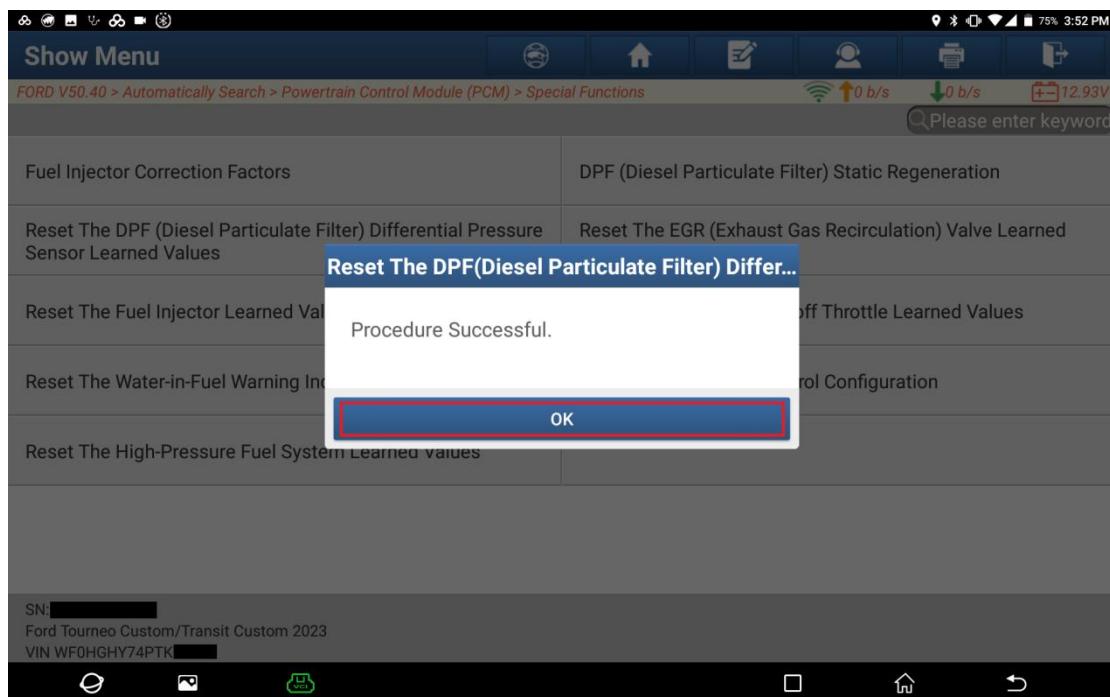 75% 3:52 PM
Show Menu
FORD V50.40 > Automatically Search > Powertrain Control Module (PCM) > Special Functions
0 b/s
0 b/s
12.93V
Please enter keyword
Fuel Injector Correction Factors
DPF (Diesel Particulate Filter) Static Regeneration
Reset The DPF (Diesel Particulate Filter) Differential Pressure
Sensor Learned Values
Reset The EGR (Exhaust Gas Recirculation) Valve Learned
Reset The DPF(Diesel Particulate Filter) Differ...
Reset The Fuel Injector Learned Val
Procedure Successful.
off Throttle Learned Values
Reset The Water-in-Fuel Warning In
rol Configuration
OK
Reset The High-Pressure Fuel System Learned Values
SN:
Ford Tourneo Custom/Transit Custom 2023
VIN WF0HGHY74PTK
VCI